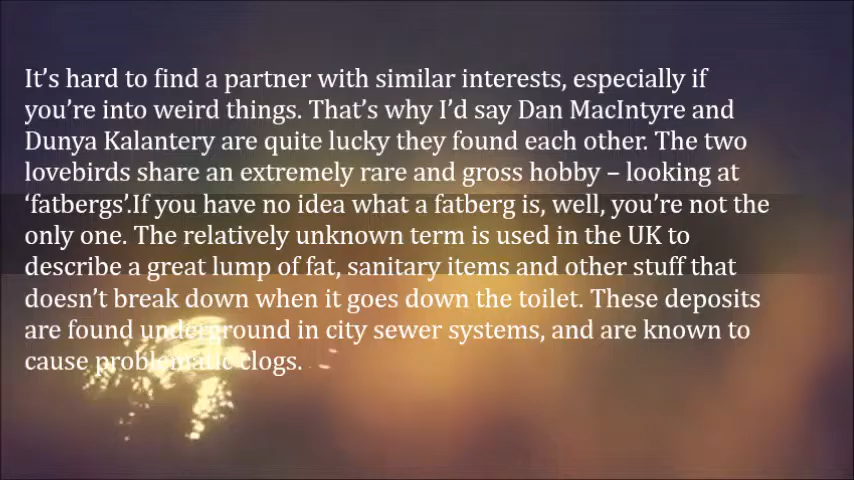 It’s hard to find a partner with similar interests, especially if
you’re into weird things. That’s why I’d say Dan MacIntyre and
Dunya Kalantery are quite lucky they found each other. The two
lovebirds share an extremely rare and gross hobby – looking at
‘fatbergs’.If you have no idea what a fatberg is, well, you’re not the
only one. The relatively unknown term is used in the UK to
describe a great lump of fat, sanitary items and other stuff that
doesn’t break down when it goes down the toilet. These deposits
are found underground in city sewer systems, and are known to
cause problematic clogs.